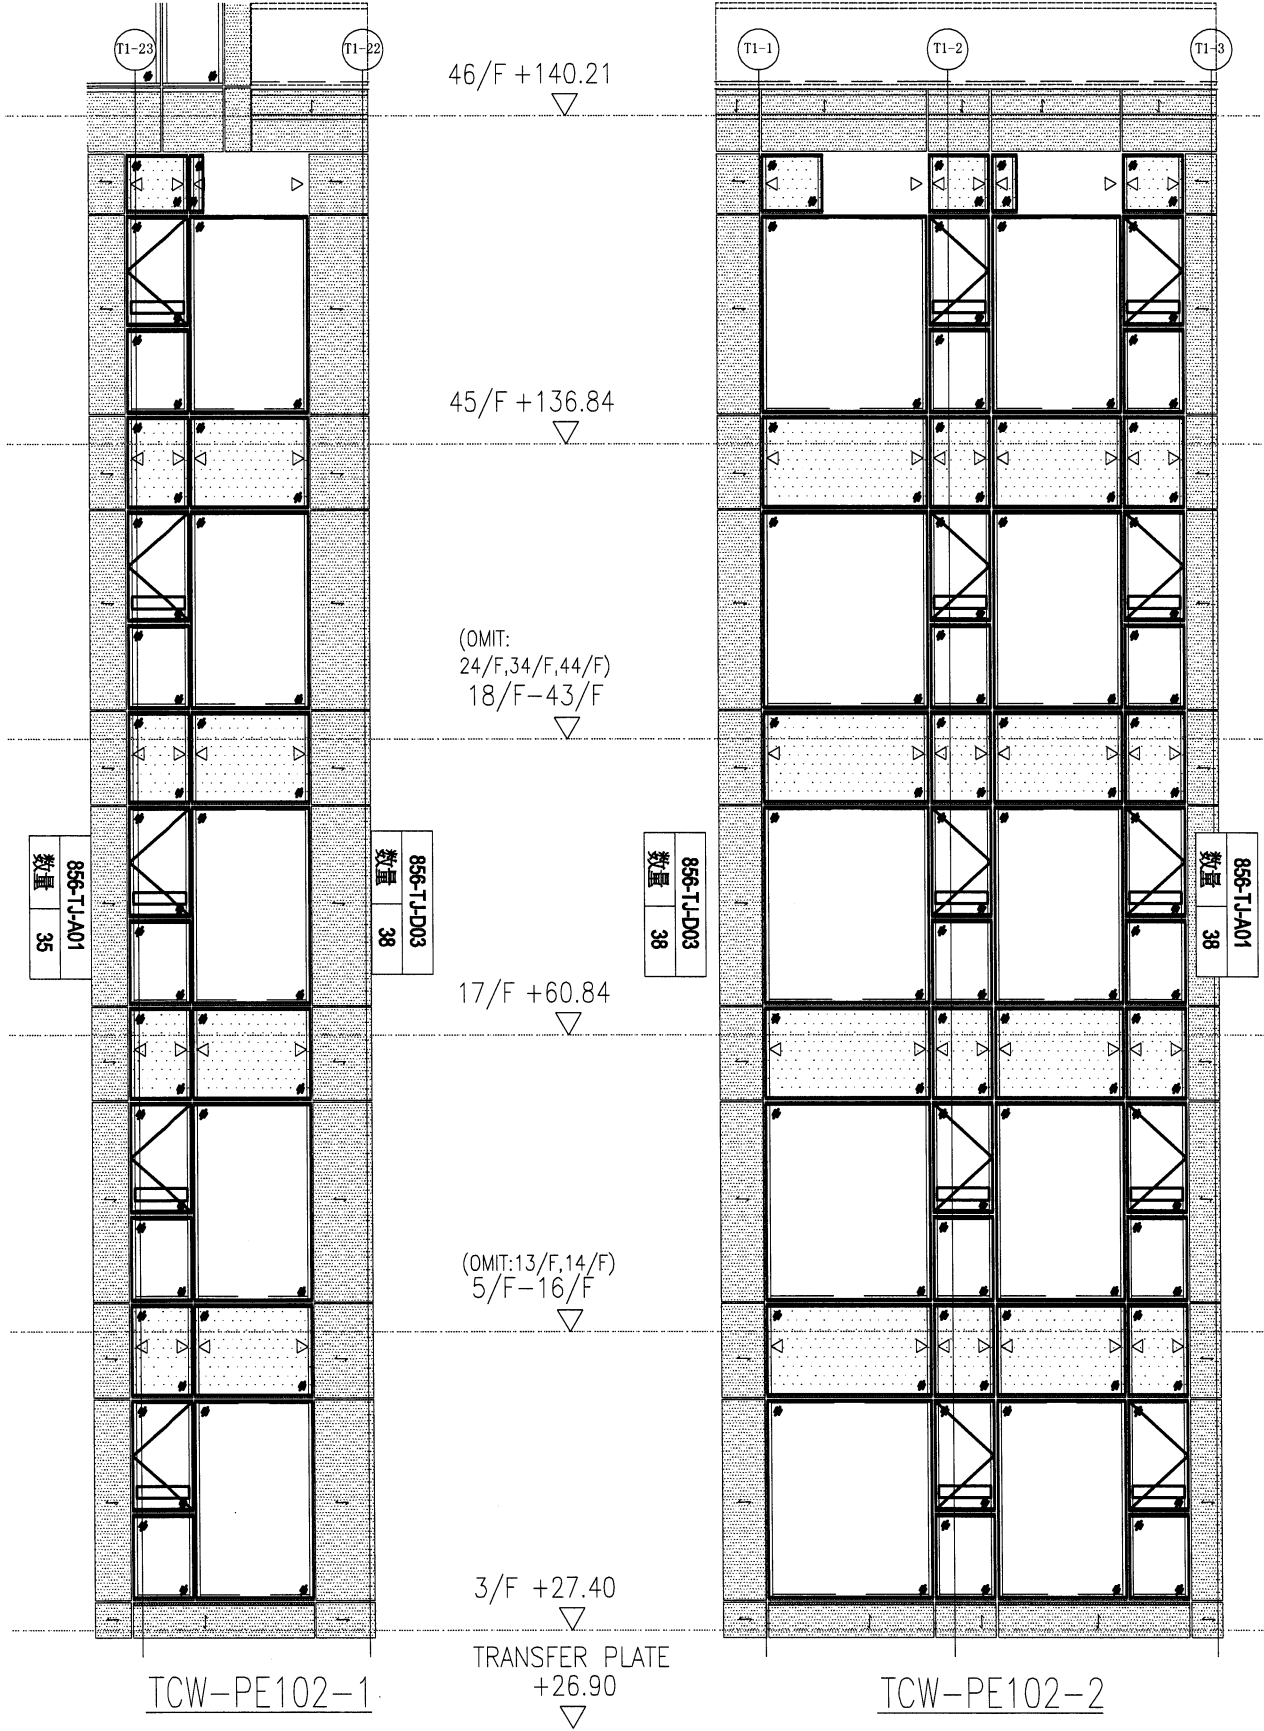 T1-23
T1-22
T1-1
T1-2
T1-3
46/F +140.21
45/F +136.84
(OMIT:
24/F,34/F,44/F)
18/F-43/F
856-TJ-A01
数量 35
856-TJ-D03
数量 38
856-TJ-D03
数量 38
856-TJ-A01
数量 38
17/F +60.84
(OMIT:13/F,14/F)
5/F-16/F
3/F +27.40
TRANSFER PLATE
+26.90
TCW-PE102-1
TCW-PE102-2